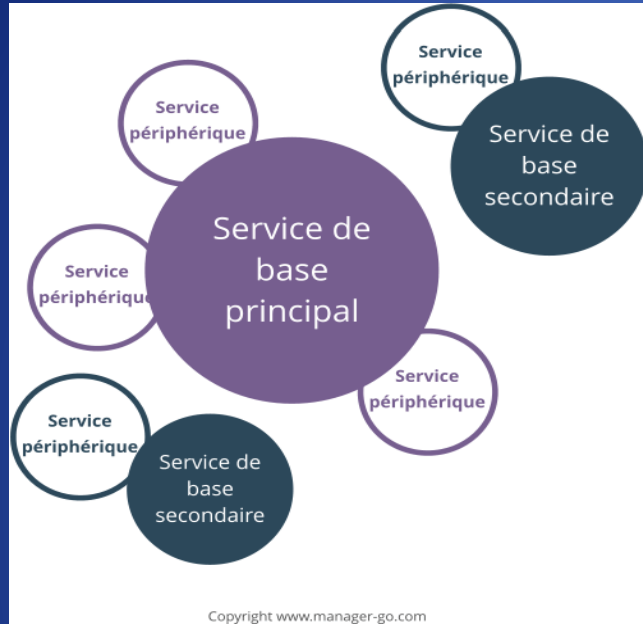 Service
périphérique
Service de
base
secondaire
Service
périphérique
Service de
base
principal
Service
périphérique
Service
périphérique
Service
périphérique
Service de
base
secondaire
Copyright www.manager-go.com